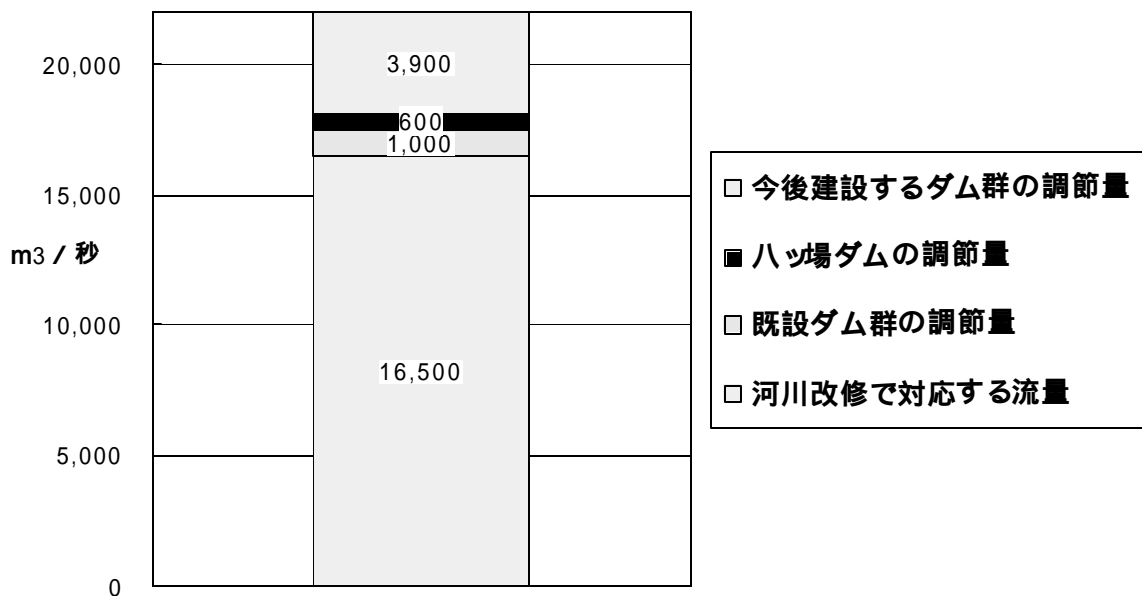 20,000
15,000
m3 / 秒
10,000
5,000
0
3,900
600
1,000
16,500
今後建設するダム群の調節量
八ッ場ダムの調節量
既設ダム群の調節量
河川改修で対応する流量